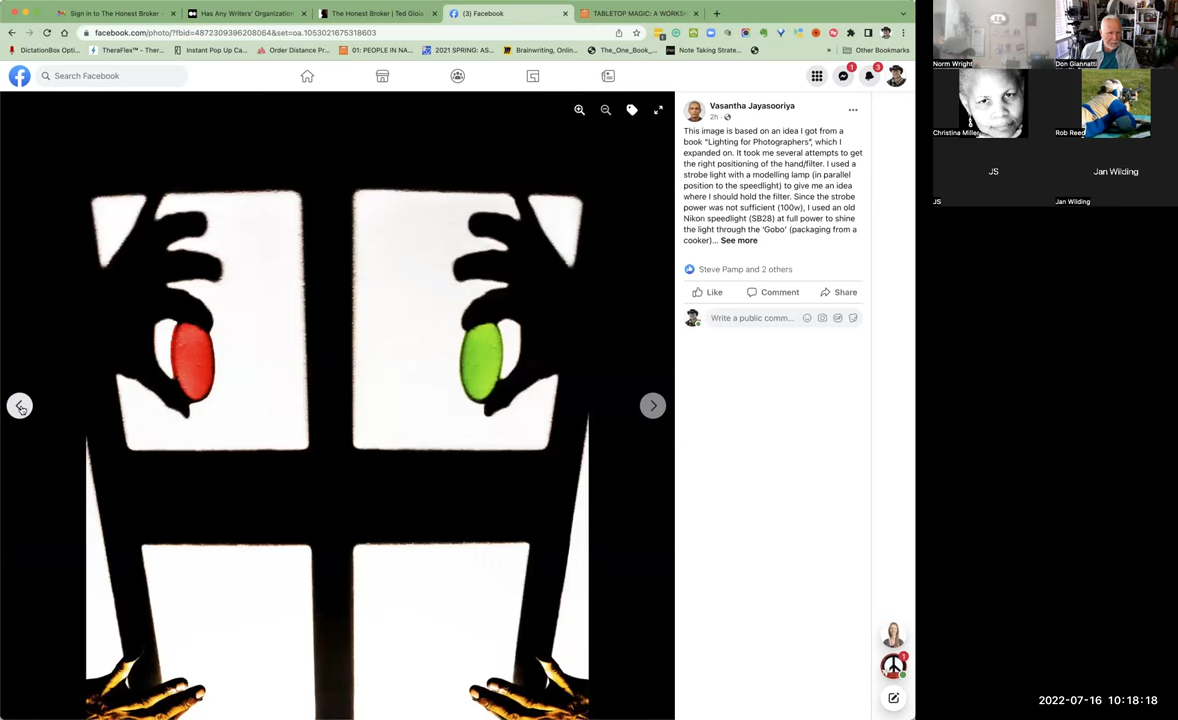 Sign in to The Honest Broker -
Has Any Writers' Organization
The Honest Broker | Ted Gioia
(3) Facebook
TABLETOP MAGIC: A WORKSH
facebook.com/photo/?fbid=4872309396208064&set=oa.1053021675318603
DictationBox Opti...
TheraFlex™ - Ther...
Instant Pop Up Ca...
Order Distance Pr...
01: PEOPLE IN NA...
2021 SPRING: AS...
Brainwriting, Onlin...
The_One_Book_...
Note Taking Strate...
»
Other Bookmarks
Search Facebook
1
3
Vasantha Jayasooriya
2h ·
This image is based on an idea I got from a
book "Lighting for Photographers", which I
expanded on. It took me several attempts to get
the right positioning of the hand/filter. I used a
strobe light with a modelling lamp (in parallel
position to the speedlight) to give me an idea
where I should hold the filter. Since the strobe
power was not sufficient (100w), I used an old
Nikon speedlight (SB28) at full power to shine
the light through the 'Gobo' (packaging from a
cooker)... See more
Steve Pamp and 2 others
Like
Comment
Share
Write a public comm...
1
Norm Wright
Don Giannatti
Christina Miller
Rob Reed
JS
Jan Wilding
JS
Jan Wilding
2022-07-16 10:18:18